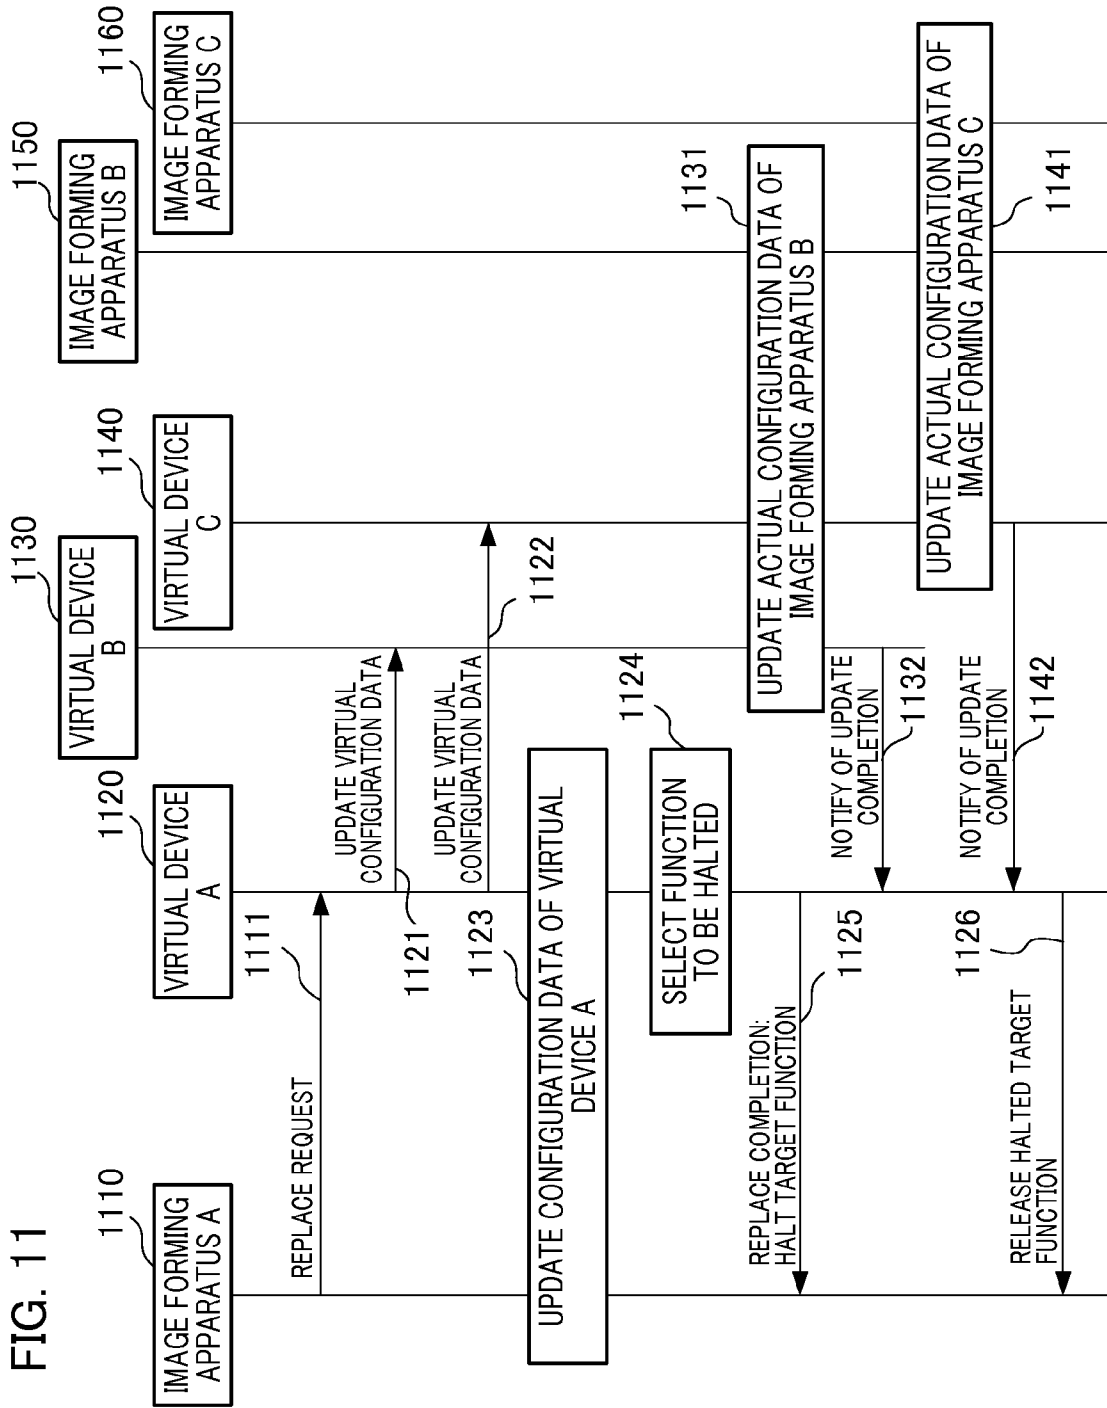 FIG. 11
1110
IMAGE FORMING
APPARATUS A
1120
VIRTUAL DEVICE
A
1130
VIRTUAL DEVICE
B
1140
VIRTUAL DEVICE
C
1150
IMAGE FORMING
APPARATUS B
1160
IMAGE FORMING
APPARATUS C
REPLACE REQUEST
1111
UPDATE VIRTUAL
CONFIGURATION DATA
1121
UPDATE VIRTUAL
CONFIGURATION DATA
1122
1123
UPDATE CONFIGURATION DATA OF VIRTUAL
DEVICE A
1124
SELECT FUNCTION
TO BE HALTED
REPLACE COMPLETION:
HALT TARGET FUNCTION
1125
1131
UPDATE ACTUAL CONFIGURATION DATA OF
IMAGE FORMING APPARATUS B
NOTIFY OF UPDATE
COMPLETION
1132
UPDATE ACTUAL CONFIGURATION DATA OF
IMAGE FORMING APPARATUS C
1141
NOTIFY OF UPDATE
COMPLETION
1142
RELEASE HALTED TARGET
FUNCTION
1126